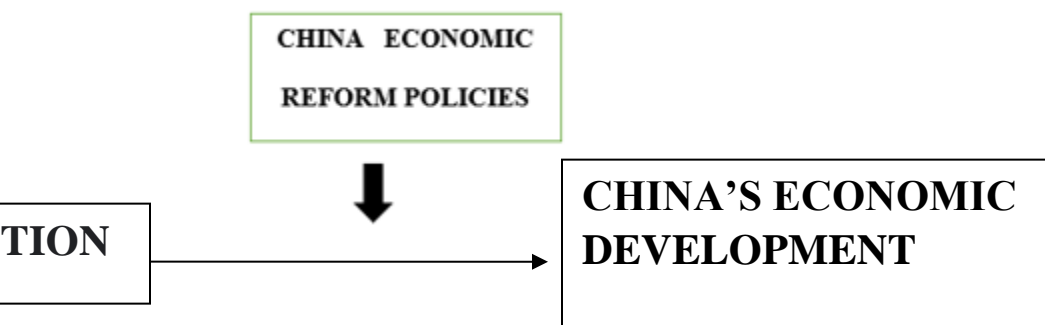 CHINA ECONOMIC
REFORM POLICIES
CHINA'S ECONOMIC
DEVELOPMENT
TION